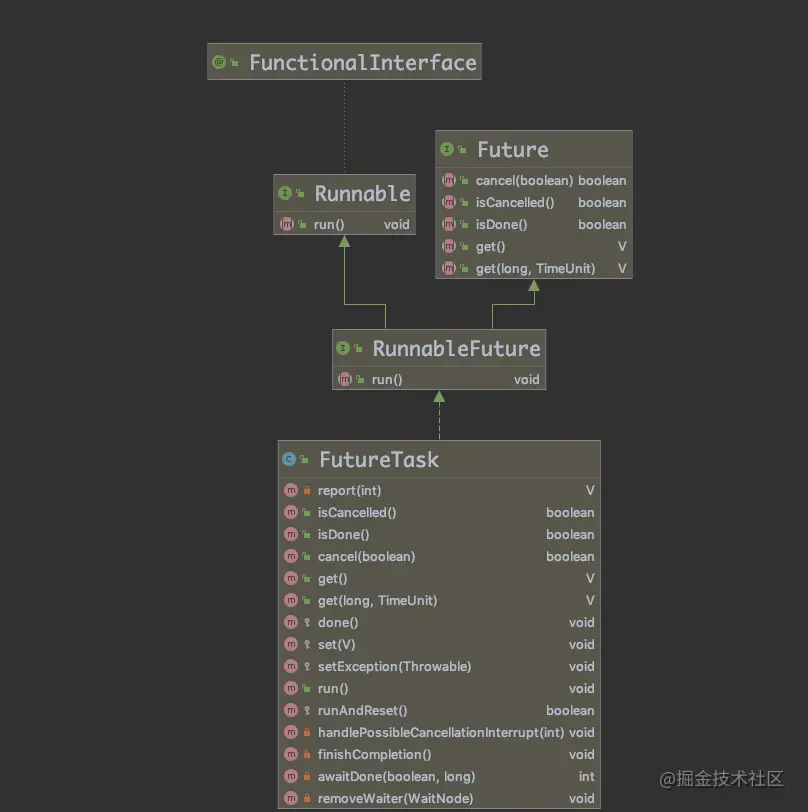 FunctionalInterface
Runnable
run() void
Future
cancel(boolean) boolean
isCancelled() boolean
isDone() boolean
get() V
get(long, TimeUnit) V
RunnableFuture
run() void
FutureTask
report(int) V
isCancelled() boolean
isDone() boolean
cancel(boolean) boolean
get() V
get(long, TimeUnit) V
done() void
set(V) void
setException(Throwable) void
run() void
runAndReset() boolean
handlePossibleCancellationInterrupt(int) void
finishCompletion() void
awaitDone(boolean, long) int
removeWaiter(WaitNode) void
@掘金技术社区